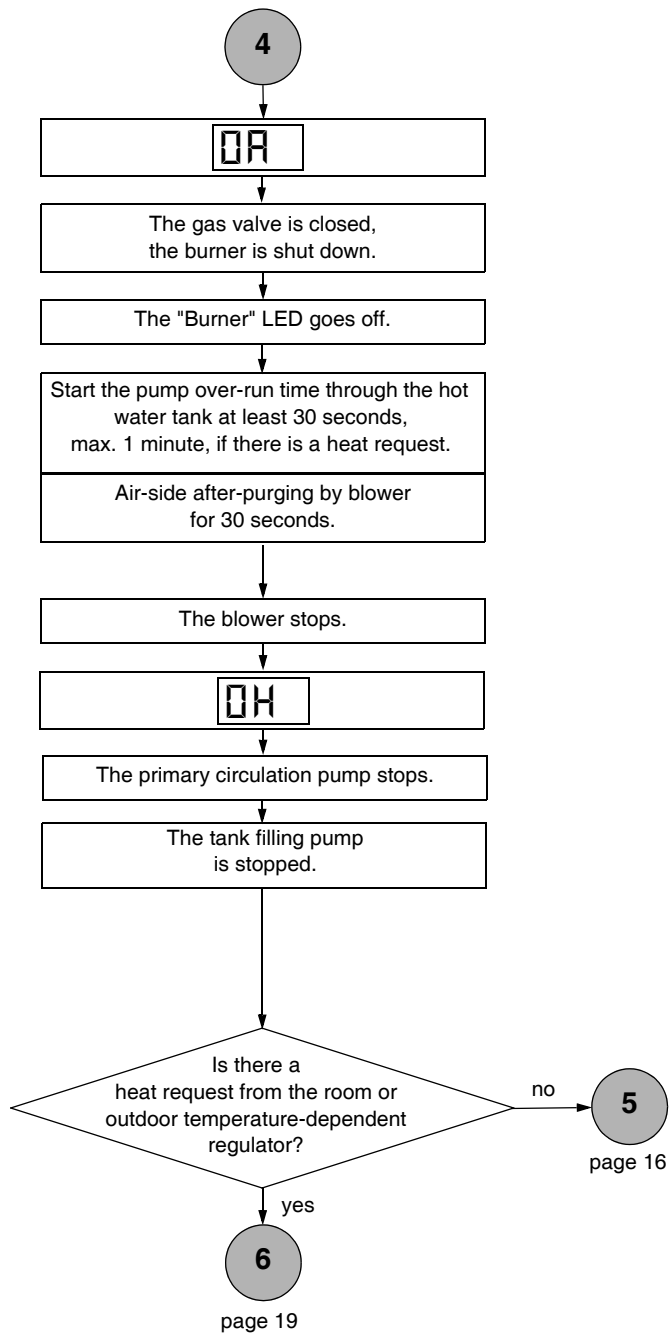 4
0A
The gas valve is closed,
the burner is shut down.
The "Burner" LED goes off.
Start the pump over-run time through the hot
water tank at least 30 seconds,
max. 1 minute, if there is a heat request.
Air-side after-purging by blower
for 30 seconds.
The blower stops.
0H
The primary circulation pump stops.
The tank filling pump
is stopped.
Is there a
heat request from the room or
outdoor temperature-dependent
regulator?
no
5
page 16
yes
6
page 19